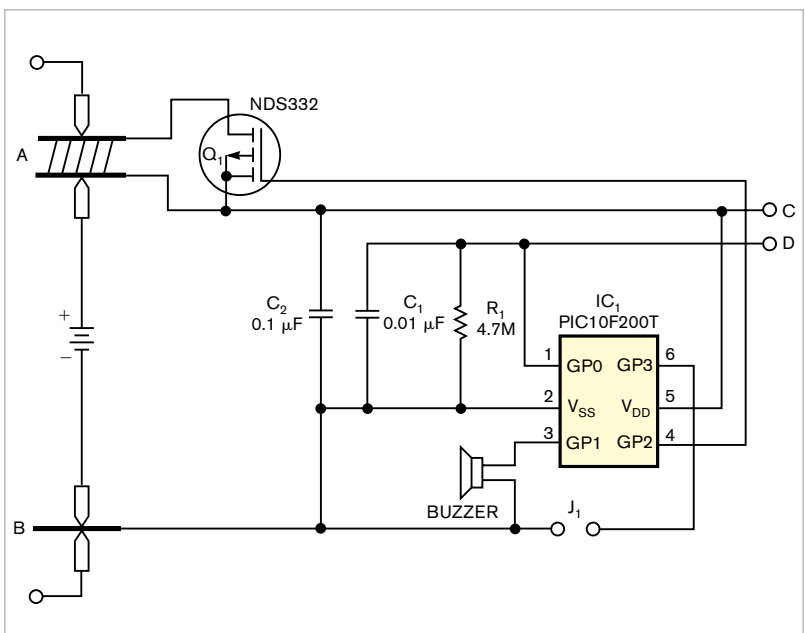 NDS332
A
Q1
C
D
+
−
C2
0.1 μF
C1
0.01 μF
R1
4.7M
IC1
PIC10F200T
1
GP0
GP3
6
2
VSS
VDD
5
3
GP1
GP2
4
BUZZER
J1
B